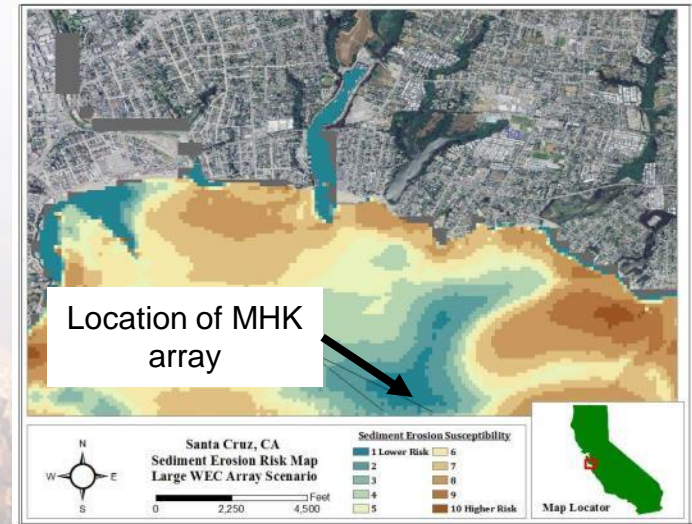 Location of MHK
array
N
W E
S
Santa Cruz, CA
Sediment Erosion Risk Map
Large WEC Array Scenario
Feet
0 2,250 4,500
Sediment Erosion Susceptibility
1 Lower Risk
2
3
4
5
6
7
8
9
10 Higher Risk
Map Locator